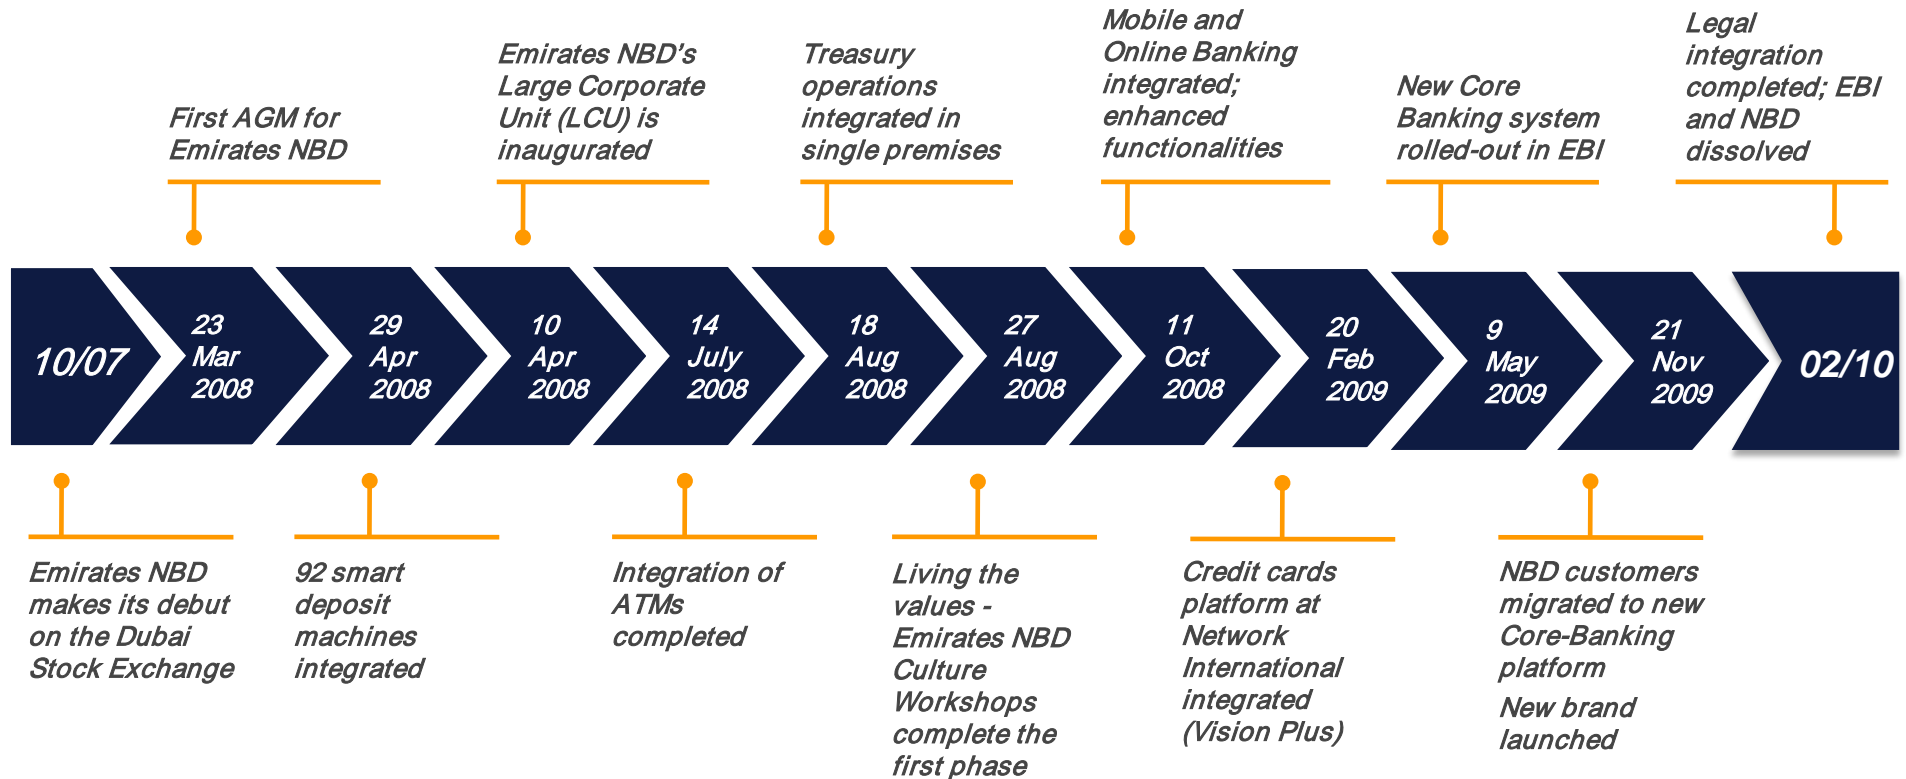 First AGM for
Emirates NBD
Emirates NBD's
Large Corporate
Unit (LCU) is
inaugurated
Treasury
operations
integrated in
single premises
Mobile and
Online Banking
integrated;
enhanced
functionalities
New Core
Banking system
rolled-out in EBI
Legal
integration
completed; EBI
and NBD
dissolved
10/07
23
Mar
2008
29
Apr
2008
10
Apr
2008
14
July
2008
18
Aug
2008
27
Aug
2008
11
Oct
2008
20
Feb
2009
9
May
2009
21
Nov
2009
02/10
Emirates NBD
makes its debut
on the Dubai
Stock Exchange
92 smart
deposit
machines
integrated
Integration of
ATMs
completed
Living the
values -
Emirates NBD
Culture
Workshops
complete the
first phase
Credit cards
platform at
Network
International
integrated
(Vision Plus)
NBD customers
migrated to new
Core-Banking
platform
New brand
launched